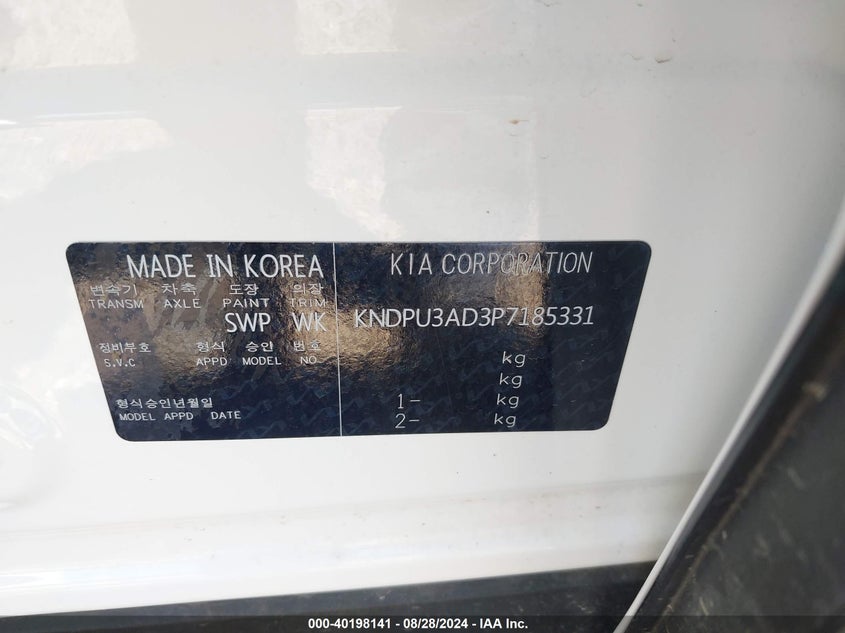 MADE IN KOREA
변속기 차축 도장 의장
TRANSM AXLE PAINT TRIM
SWP WK
정비부호 형식 승인 번호
S.V.C APPD MODEL NO
형식승인년월일
MODEL APPD DATE
KIA CORPORATION
KNDPU3AD3P7185331
kg
kg
1- kg
2- kg
000-40198141 - 08/28/2024 - IAA Inc.